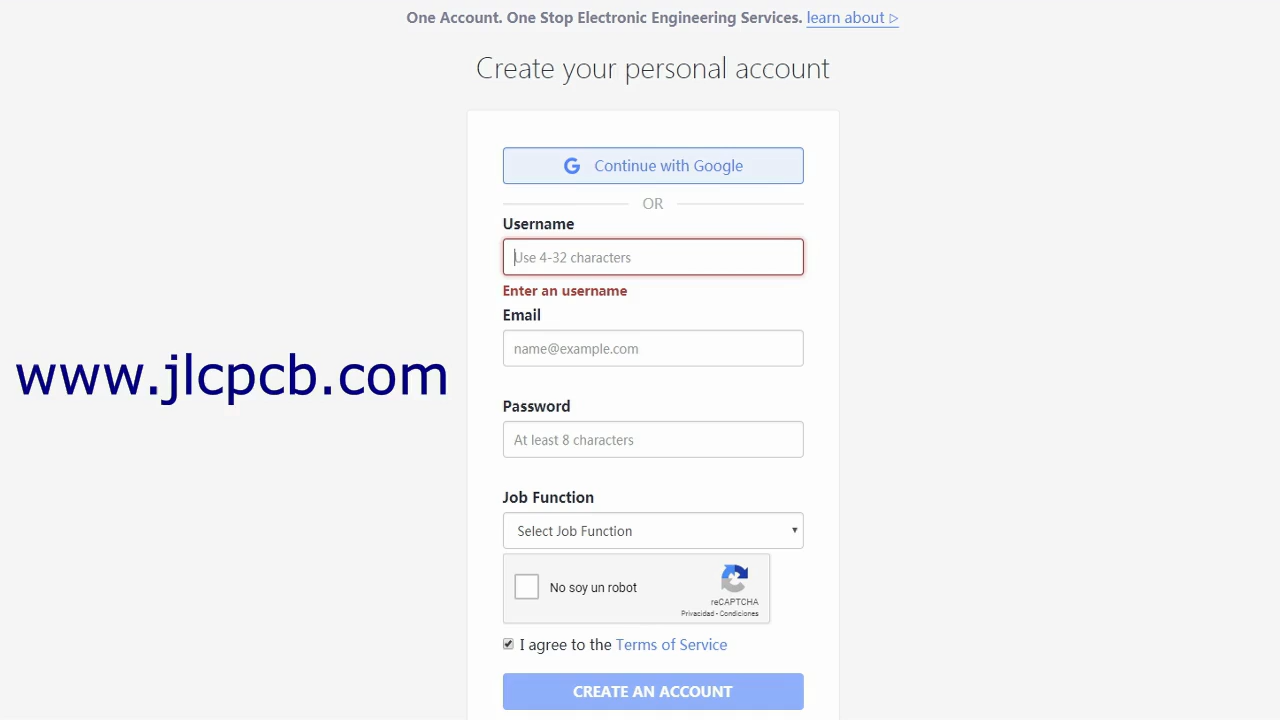 One Account. One Stop Electronic Engineering Services. learn about ▷
Create your personal account
Continue with Google
OR
Username
Use 4-32 characters
Enter an username
Email
name@example.com
www.jlcpcb.com
Password
At least 8 characters
Job Function
Select Job Function
No soy un robot
reCAPTCHA
Privacidad - Condiciones
I agree to the Terms of Service
CREATE AN ACCOUNT